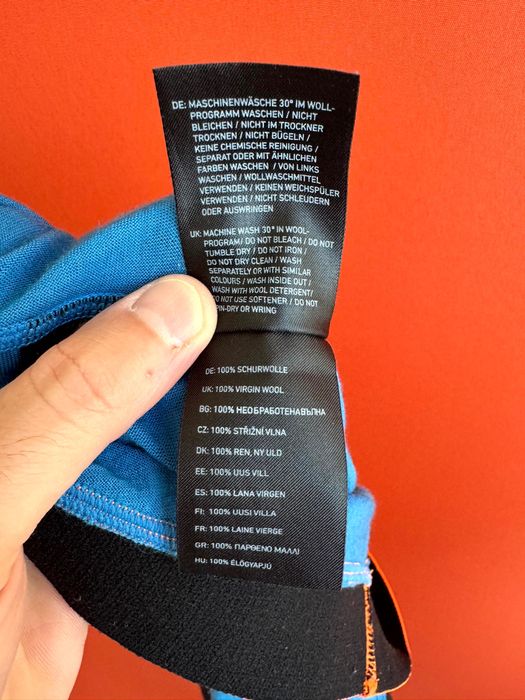 DE: MASCHINENWÄSCHE 30° IM WOLL-
PROGRAMM WASCHEN / NICHT
BLEICHEN / NICHT IM TROCKNER
TROCKNEN / NICHT BÜGELN /
KEINE CHEMISCHE REINIGUNG /
SEPARAT ODER MIT ÄHNLICHEN
FARBEN WASCHEN / VON LINKS
WASCHEN / WOLLWASCHMITTEL
VERWENDEN / KEINEN WEICHSPÜLER
VERWENDEN / NICHT SCHLEUDERN
ODER AUSWRINGEN
UK: MACHINE WASH 30° IN WOOL-
PROGRAM/ DO NOT BLEACH / DO NOT
TUMBLE DRY / DO NOT IRON /
DO NOT DRY CLEAN / WASH
SEPARATELY OR WITH SIMILAR
COLOURS / WASH INSIDE OUT /
WASH WITH WOOL DETERGENT/
DO NOT USE SOFTENER / DO NOT
SPIN-DRY OR WRING
DE: 100% SCHURWOLLE
UK: 100% VIRGIN WOOL
BG: 100% НЕОБРАБОТЕНАВЪЛНА
CZ: 100% STŘIŽNÍ VLNA
DK: 100% REN, NY ULD
EE: 100% UUS VILL
ES: 100% LANA VIRGEN
FI: 100% UUSI VILLA
FR: 100% LAINE VIERGE
GR: 100% ΠΑΡΘΕΝΟ ΜΑΛΛΙ
HU: 100% ÉLŐGYAPJÚ